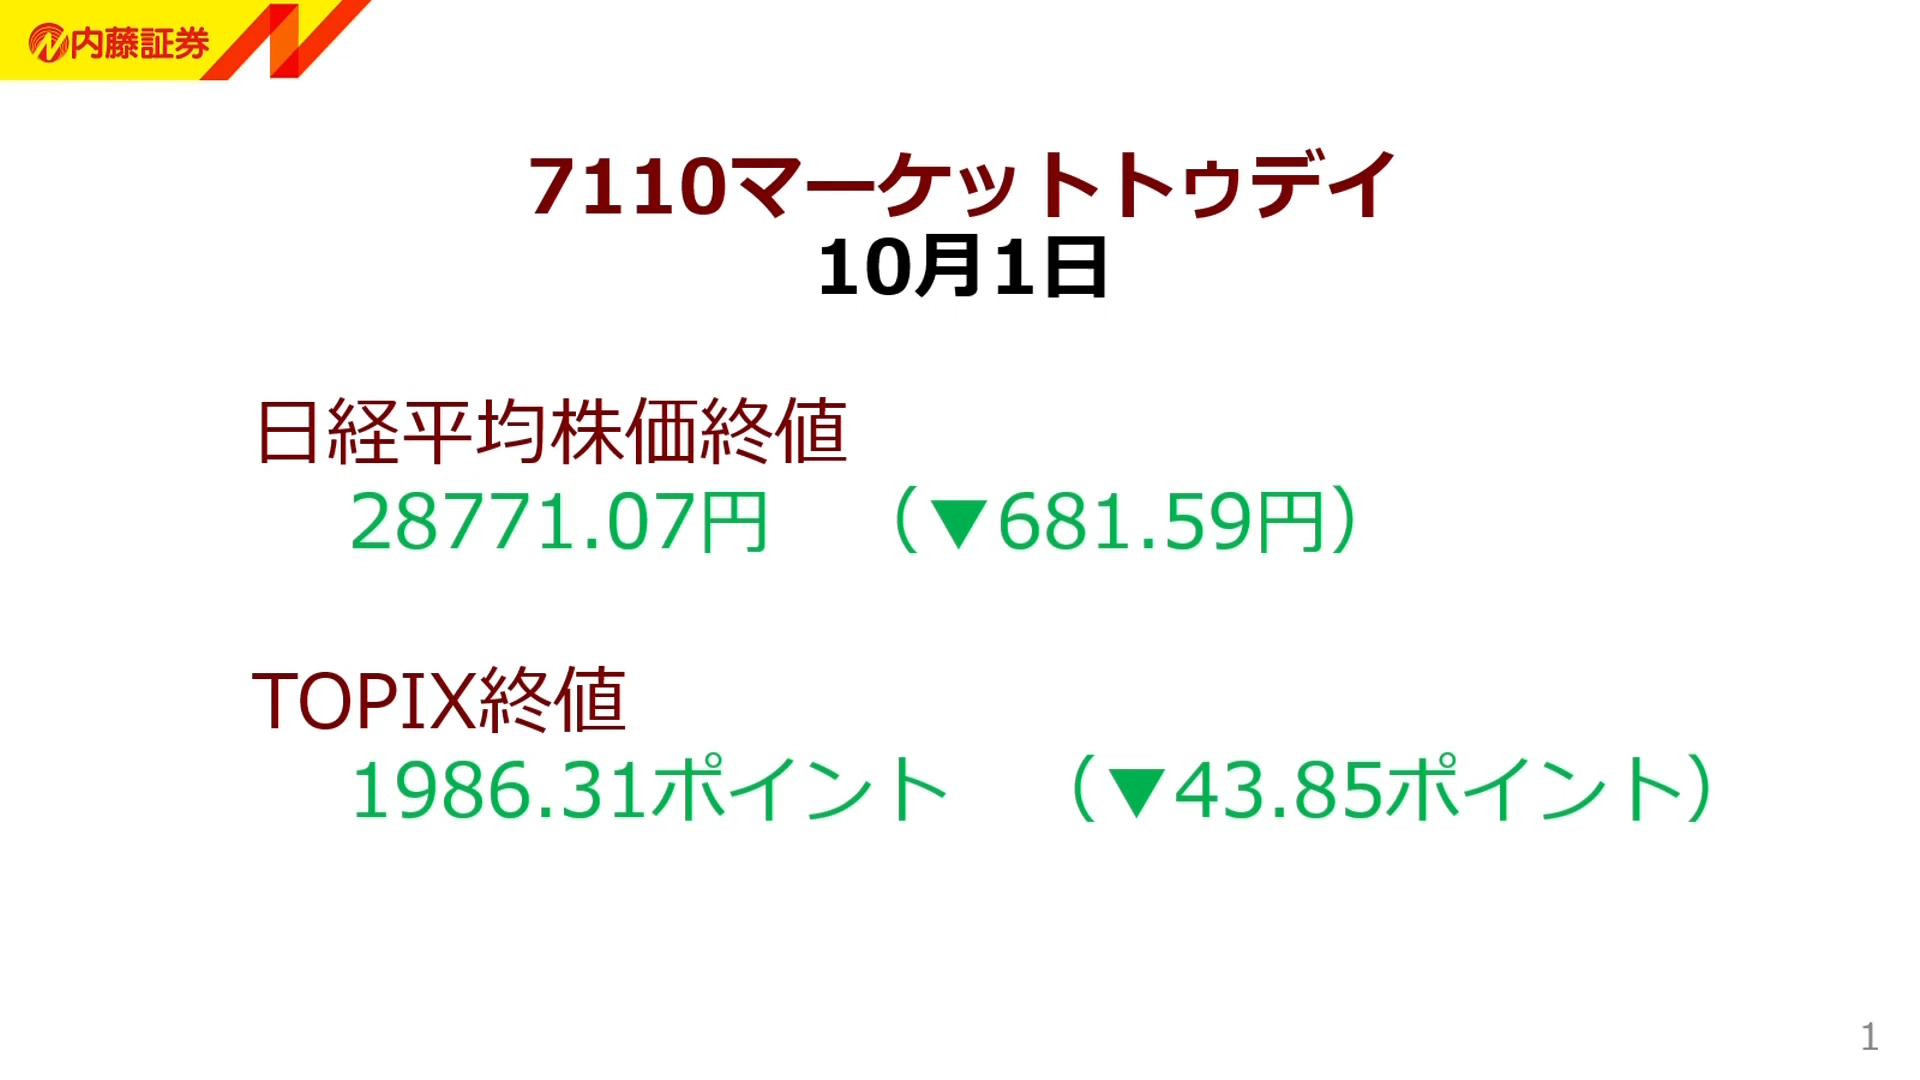 内藤証券
7110マーケットトゥデイ
10月1日
日経平均株価終値
28771.07円　（▼681.59円）
TOPIX終値
1986.31ポイント　（▼43.85ポイント）
1